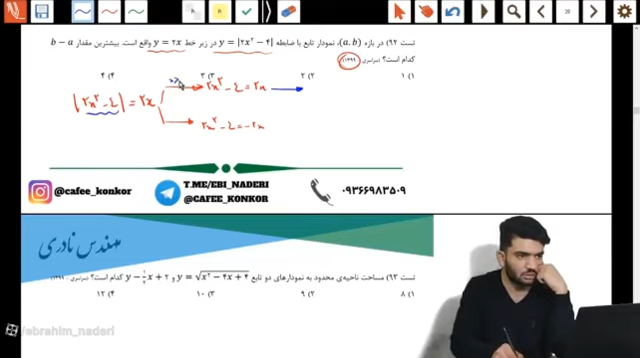 تست ۹۲) در بازه (a,b)، نمودار تابع با ضابطه y = |۲x² − ۴| در زیر خط y = ۲x واقع است. بیشترین مقدار b − a
کدام است؟ سراسری ۱۳۹۹
۱) ۱ ۲) ۲ ۳) ۳ ۴) ۴
|۲x² − ۴| = ۲x
۲x² − ۴ = ۲x
۲x² − ۴ = −۲x
@cafee_konkor
T.ME/EBI_NADERI
@CAFEE_KONKOR
۰۹۳۶۶۹۸۳۵۰۹
مهندس نادری
تست ۹۳) مساحت ناحیه‌ی محدود به نمودارهای دو تابع y = √(x² − ۴x + ۴) و y − ۱/۲ x + ۲ کدام است؟ سراسری
۱) ۸ ۲) ۹ ۳) ۱۰ ۴) ۱۲
/ebrahim_naderi